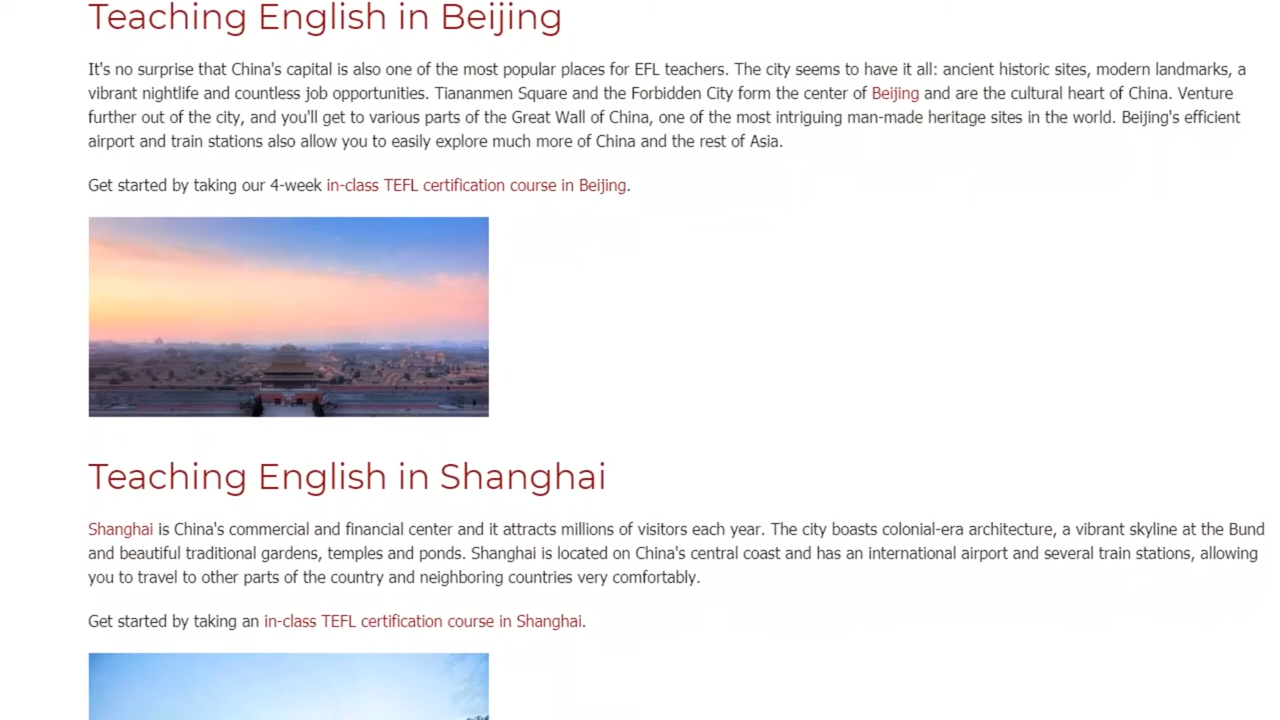 Teaching English in Beijing
It's no surprise that China's capital is also one of the most popular places for EFL teachers. The city seems to have it all: ancient historic sites, modern landmarks, a
vibrant nightlife and countless job opportunities. Tiananmen Square and the Forbidden City form the center of Beijing and are the cultural heart of China. Venture
further out of the city, and you'll get to various parts of the Great Wall of China, one of the most intriguing man-made heritage sites in the world. Beijing's efficient
airport and train stations also allow you to easily explore much more of China and the rest of Asia.
Get started by taking our 4-week in-class TEFL certification course in Beijing.
Teaching English in Shanghai
Shanghai is China's commercial and financial center and it attracts millions of visitors each year. The city boasts colonial-era architecture, a vibrant skyline at the Bund
and beautiful traditional gardens, temples and ponds. Shanghai is located on China's central coast and has an international airport and several train stations, allowing
you to travel to other parts of the country and neighboring countries very comfortably.
Get started by taking an in-class TEFL certification course in Shanghai.